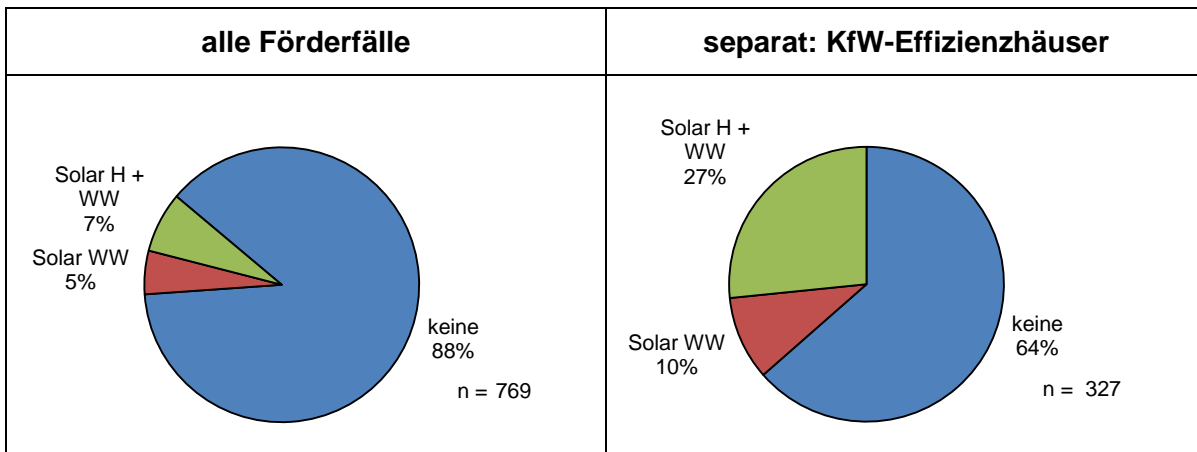 alle Förderfälle
separat: KfW-Effizienzhäuser
Solar H +
WW
7%
Solar WW
5%
keine
88%
n = 769
Solar H +
WW
27%
Solar WW
10%
keine
64%
n = 327